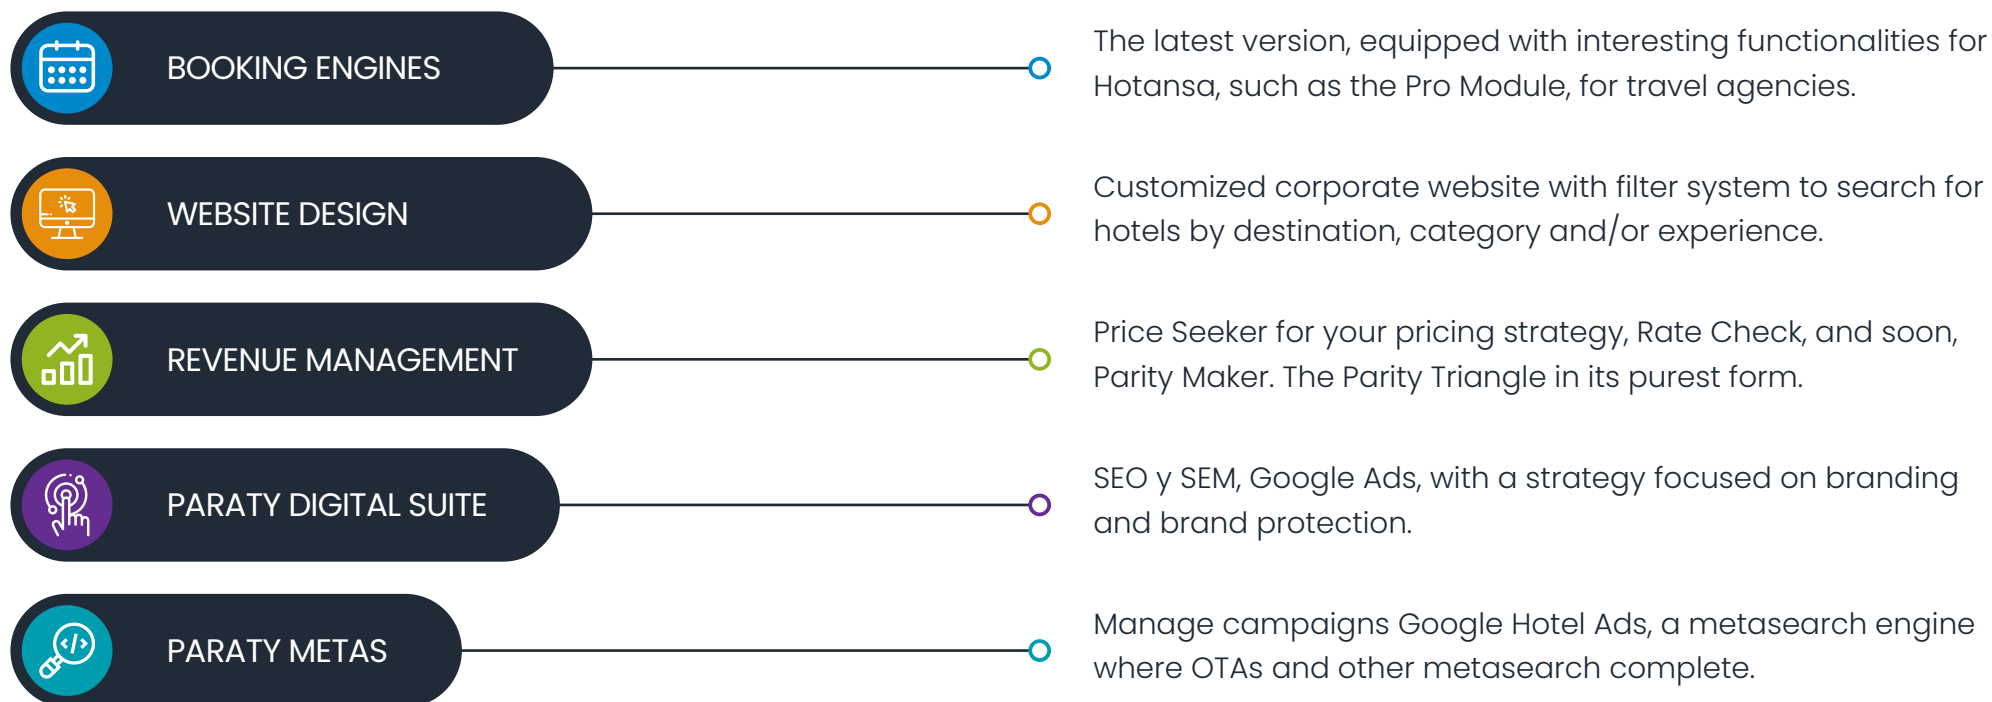 BOOKING ENGINES
The latest version, equipped with interesting functionalities for
Hotansa, such as the Pro Module, for travel agencies.
WEBSITE DESIGN
Customized corporate website with filter system to search for
hotels by destination, category and/or experience.
REVENUE MANAGEMENT
Price Seeker for your pricing strategy, Rate Check, and soon,
Parity Maker. The Parity Triangle in its purest form.
PARATY DIGITAL SUITE
SEO y SEM, Google Ads, with a strategy focused on branding
and brand protection.
PARATY METAS
Manage campaigns Google Hotel Ads, a metasearch engine
where OTAs and other metasearch complete.